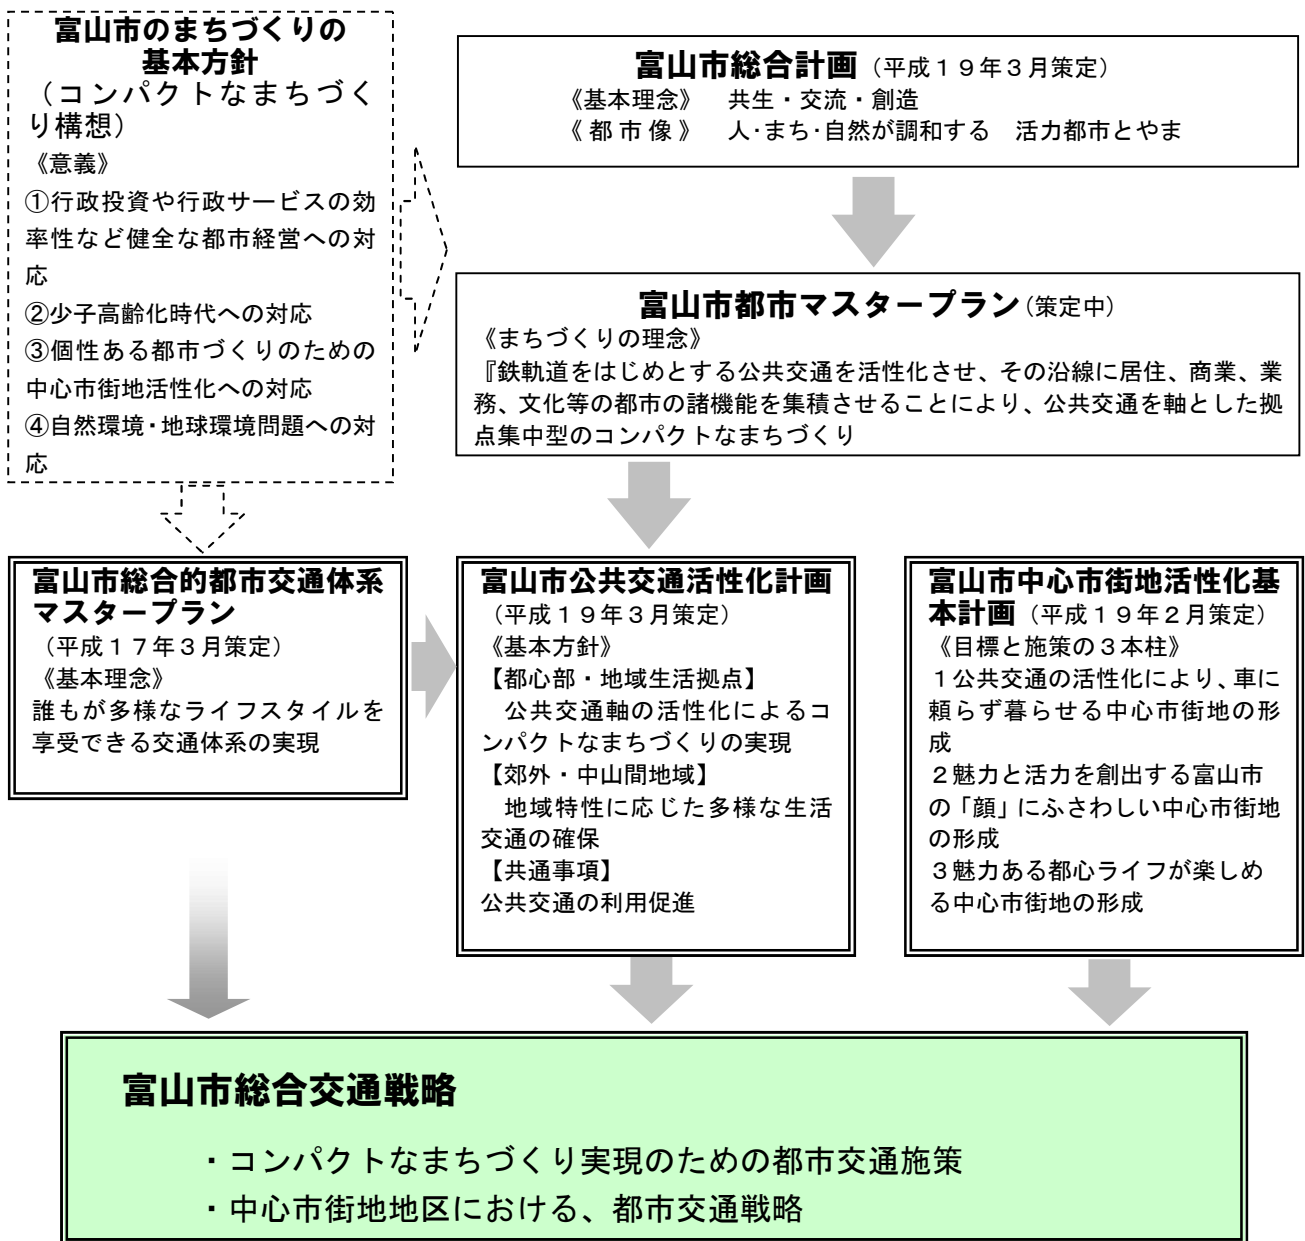 富山市のまちづくりの
基本方針
（コンパクトなまちづく
り構想）
《意義》
①行政投資や行政サービスの効
率性など健全な都市経営への対
応
②少子高齢化時代への対応
③個性ある都市づくりのための
中心市街地活性化への対応
④自然環境・地球環境問題への対
応
富山市総合計画（平成１９年３月策定）
《基本理念》　共生・交流・創造
《 都 市 像 》　人・まち・自然が調和する　活力都市とやま
富山市都市マスタープラン（策定中）
《まちづくりの理念》
『鉄軌道をはじめとする公共交通を活性化させ、その沿線に居住、商業、業
務、文化等の都市の諸機能を集積させることにより、公共交通を軸とした拠
点集中型のコンパクトなまちづくり
富山市総合的都市交通体系
マスタープラン
（平成１７年３月策定）
《基本理念》
誰もが多様なライフスタイルを
享受できる交通体系の実現
富山市公共交通活性化計画
（平成１９年３月策定）
《基本方針》
【都心部・地域生活拠点】
　公共交通軸の活性化によるコ
ンパクトなまちづくりの実現
【郊外・中山間地域】
　地域特性に応じた多様な生活
交通の確保
【共通事項】
公共交通の利用促進
富山市中心市街地活性化基
本計画（平成１９年２月策定）
《目標と施策の３本柱》
１公共交通の活性化により、車に
頼らず暮らせる中心市街地の形
成
２魅力と活力を創出する富山市
の「顔」にふさわしい中心市街地
の形成
３魅力ある都心ライフが楽しめ
る中心市街地の形成
富山市総合交通戦略
・コンパクトなまちづくり実現のための都市交通施策
・中心市街地地区における、都市交通戦略